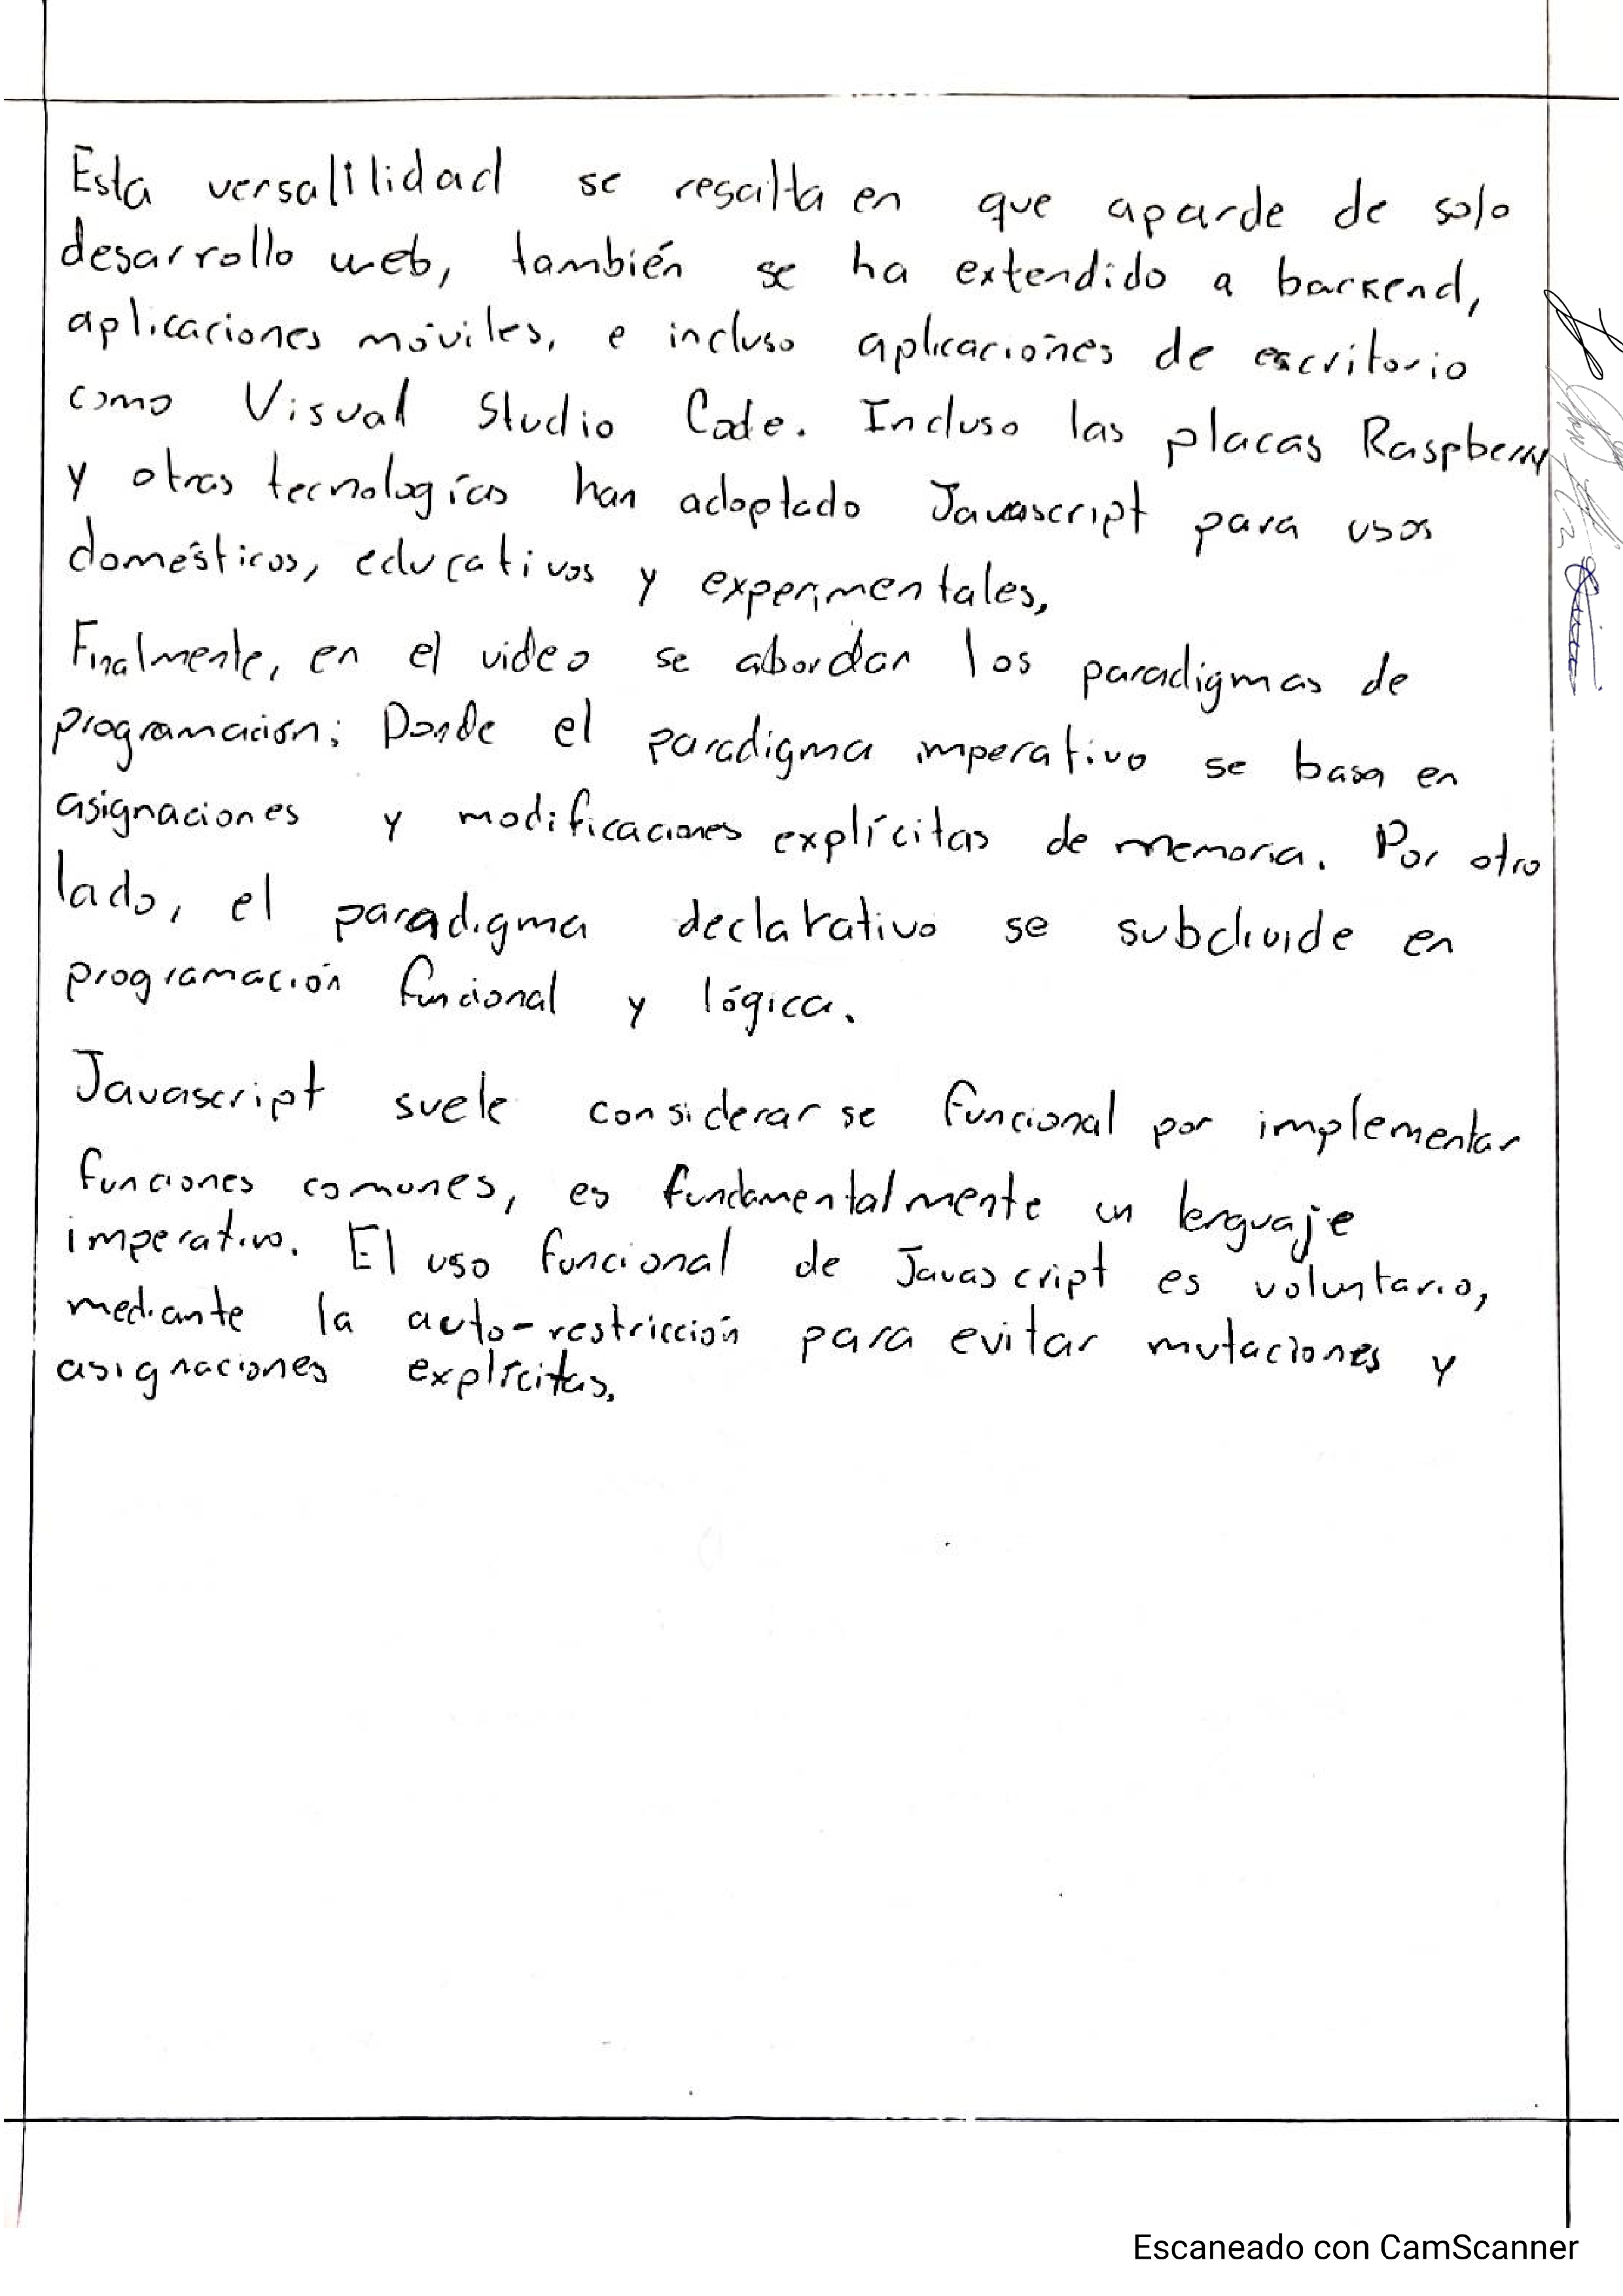 Esta versatilidad se resalta en que aparde de solo
desarrollo web, también se ha extendido a backend,
aplicaciones móviles, e incluso aplicaciones de escritorio
como Visual Studio Code. Incluso las placas Raspberry
y otras tecnologías han adoptado Javascript para usos
domésticos, educativos y experimentales.
Finalmente, en el video se abordan los paradigmas de
programación; Donde el paradigma imperativo se basa en
asignaciones y modificaciones explícitas de memoria. Por otro
lado, el paradigma declarativo se subdivide en
programación funcional y lógica.
Javascript suele considerarse funcional por implementar
funciones comunes, es fundamentalmente un lenguaje
imperativo. El uso funcional de Javascript es voluntario,
mediante la auto-restricción para evitar mutaciones y
asignaciones explícitas.
Escaneado con CamScanner